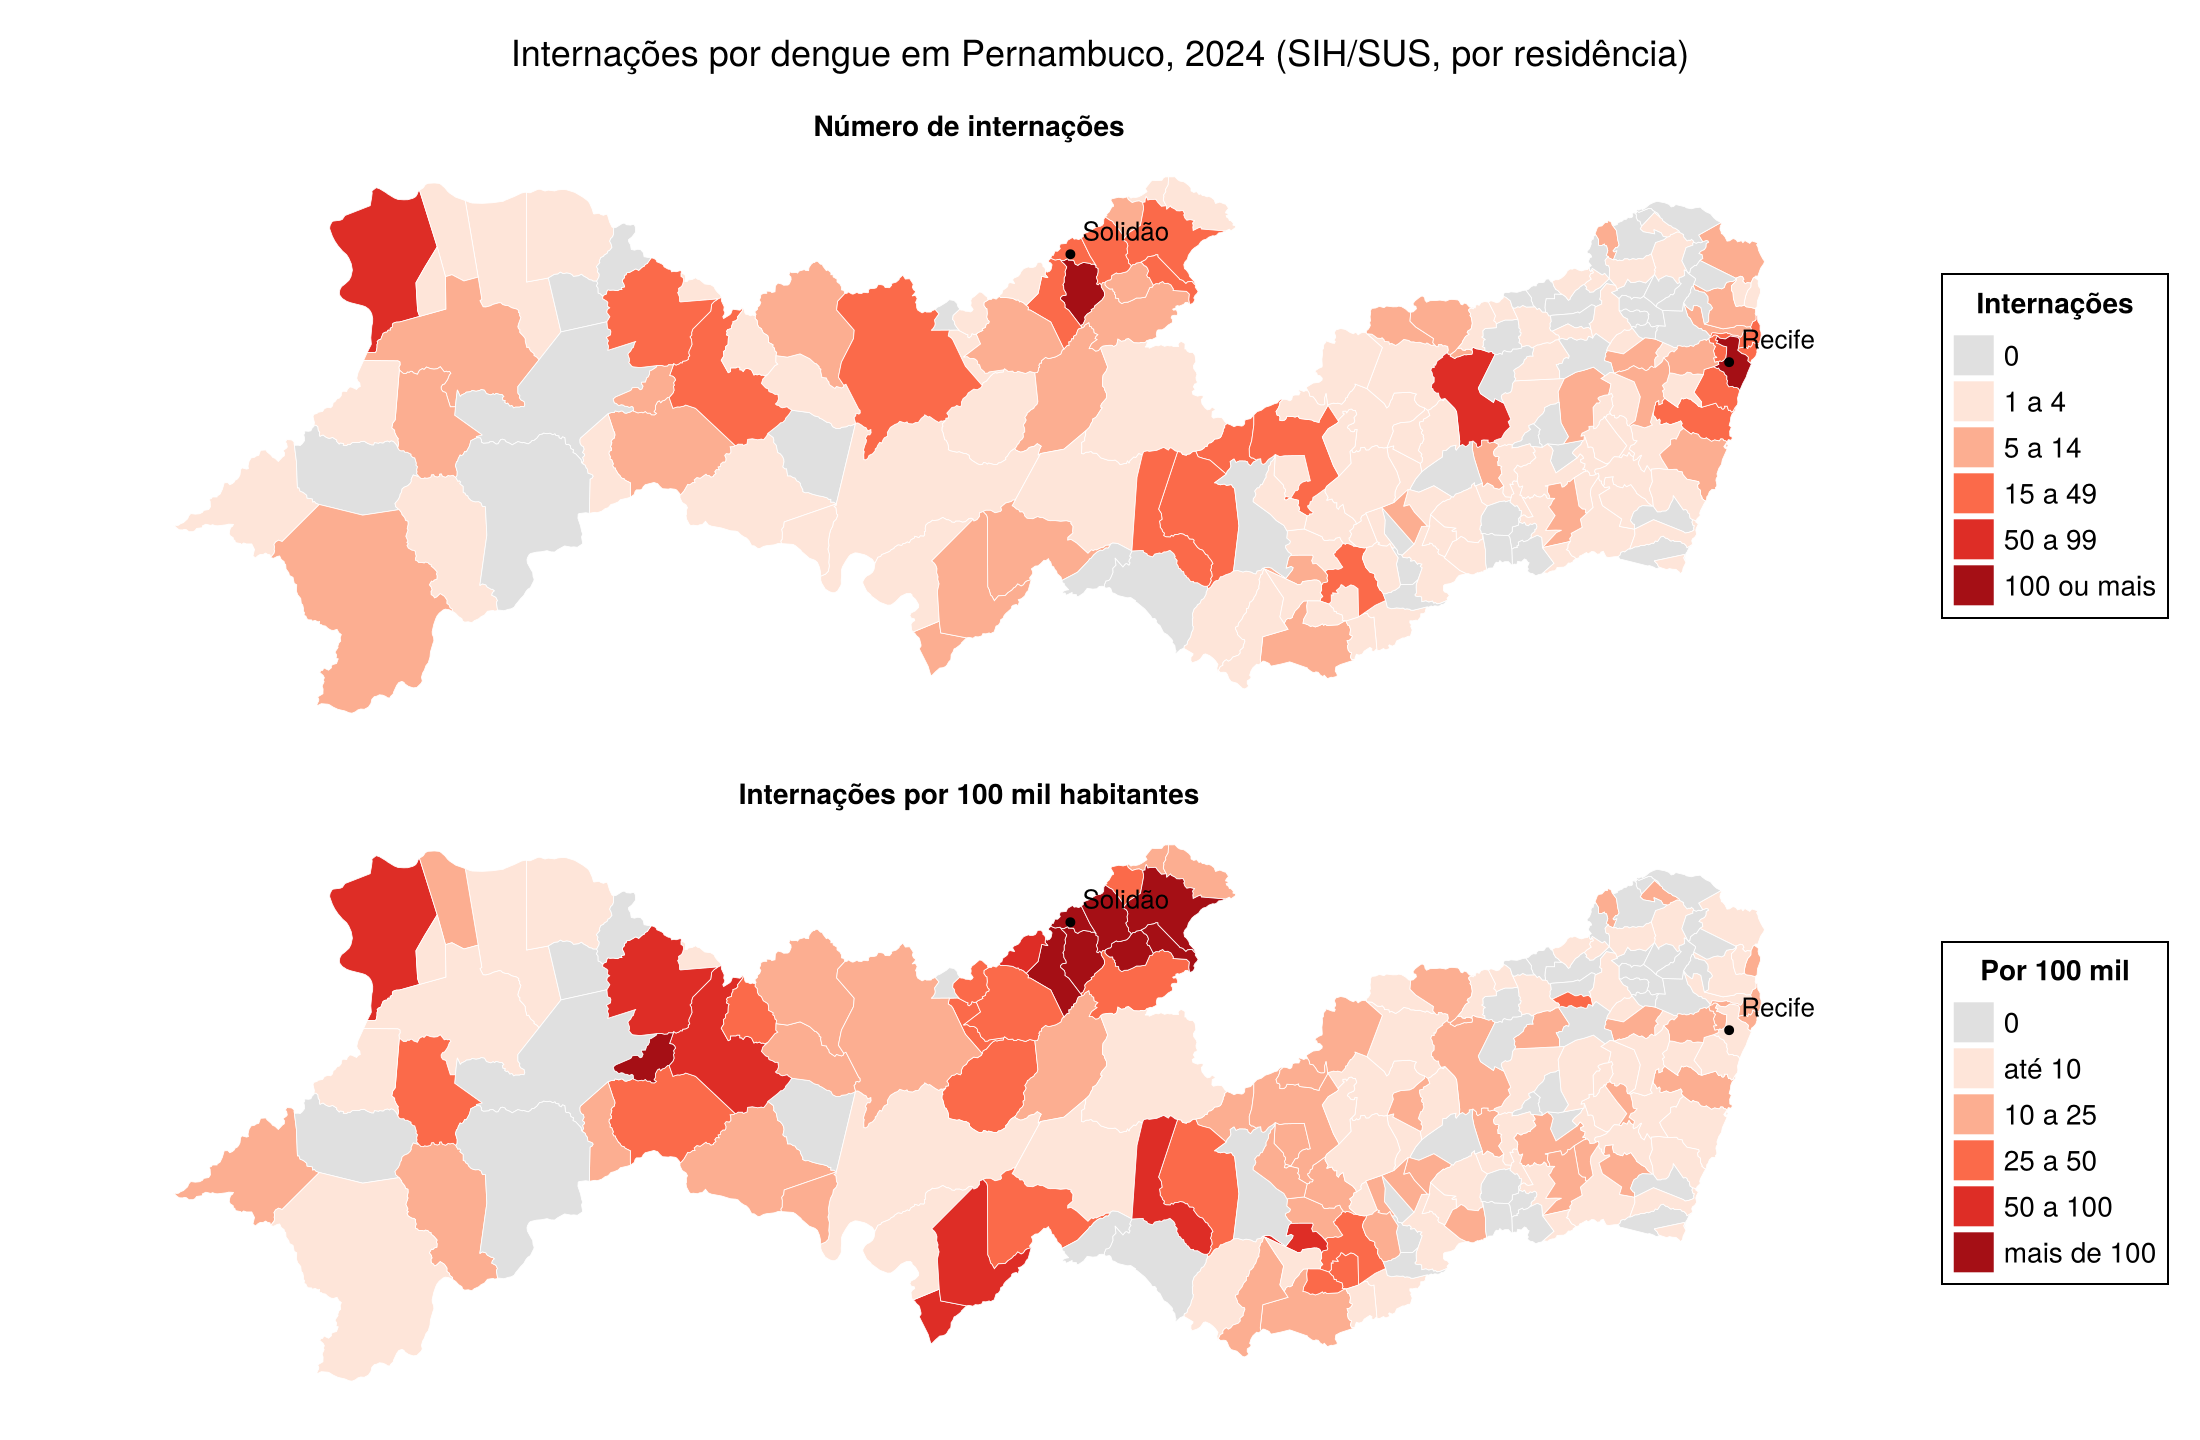 Internações por dengue em Pernambuco, 2024 (SIH/SUS, por residência)
Número de internações
Solidão
Recife
Internações
0
1 a 4
5 a 14
15 a 49
50 a 99
100 ou mais
Internações por 100 mil habitantes
Solidão
Recife
Por 100 mil
0
até 10
10 a 25
25 a 50
50 a 100
mais de 100